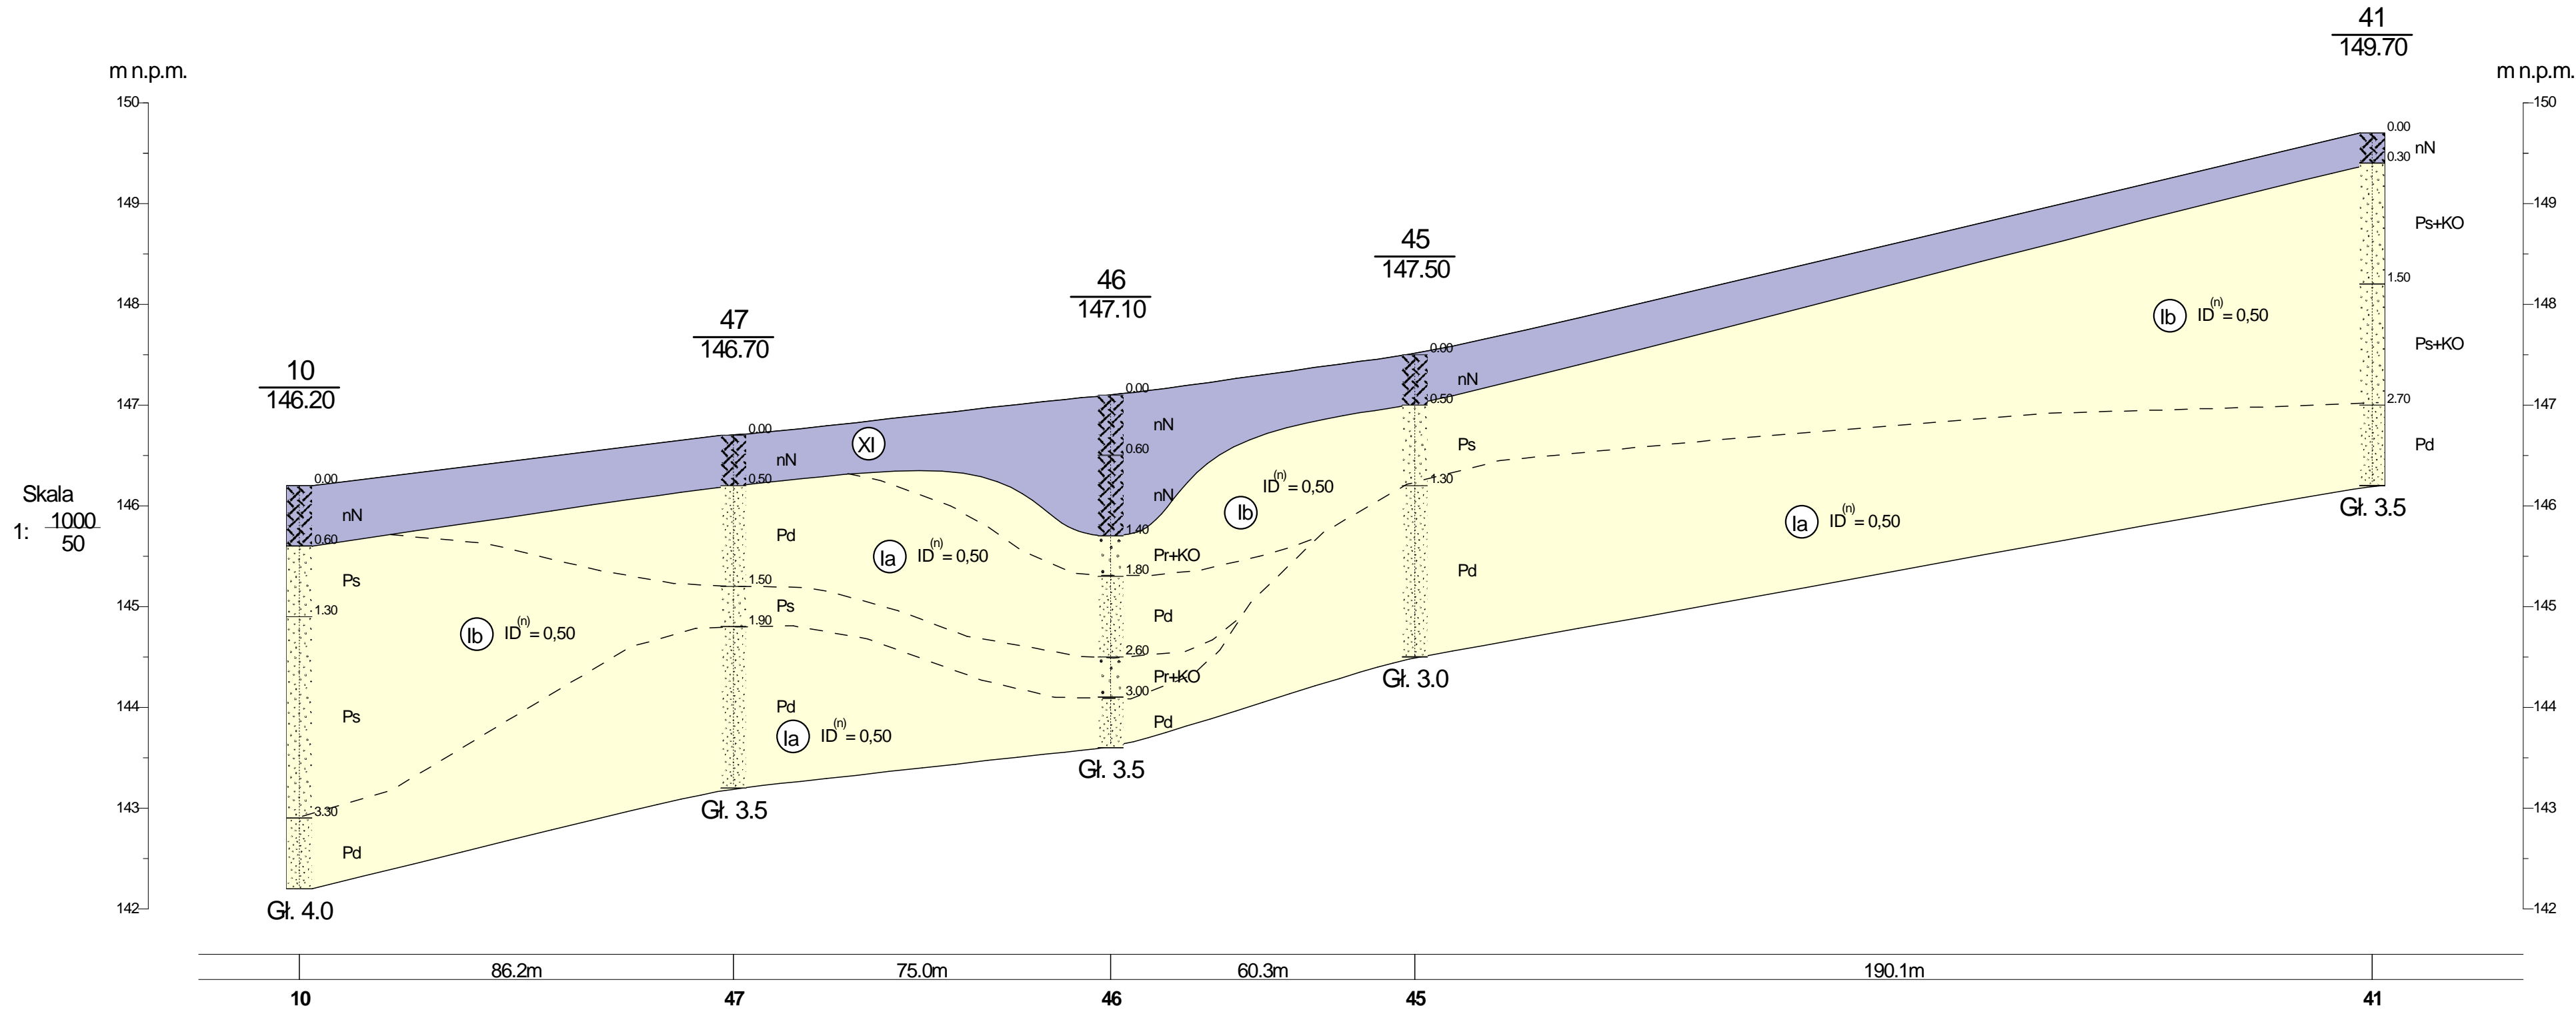 41
149.70
m n.p.m.
m n.p.m.
150
150
149
149
148
148
147
147
146
146
145
145
144
144
143
143
142
142
Skala
1: 1000
50
10
146.20
0.00
nN
0.60
Ps
1.30
Ps
3.30
Pd
Gł. 4.0
Ib ID(n) = 0,50
47
146.70
0.00
nN
0.50
Pd
1.50
Ps
1.90
Pd
Ia ID(n) = 0,50
Gł. 3.5
XI
Ia ID(n) = 0,50
46
147.10
0.00
nN
0.60
nN
1.40
Pr+KO
1.80
Pd
2.60
Pr+KO
3.00
Pd
Gł. 3.5
ID(n) = 0,50
Ib
45
147.50
0.00
nN
0.50
Ps
1.30
Pd
Gł. 3.0
Ia ID(n) = 0,50
Ib ID(n) = 0,50
0.00
nN
0.30
Ps+KO
1.50
Ps+KO
2.70
Pd
Gł. 3.5
86.2m 75.0m 60.3m 190.1m
10 47 46 45 41